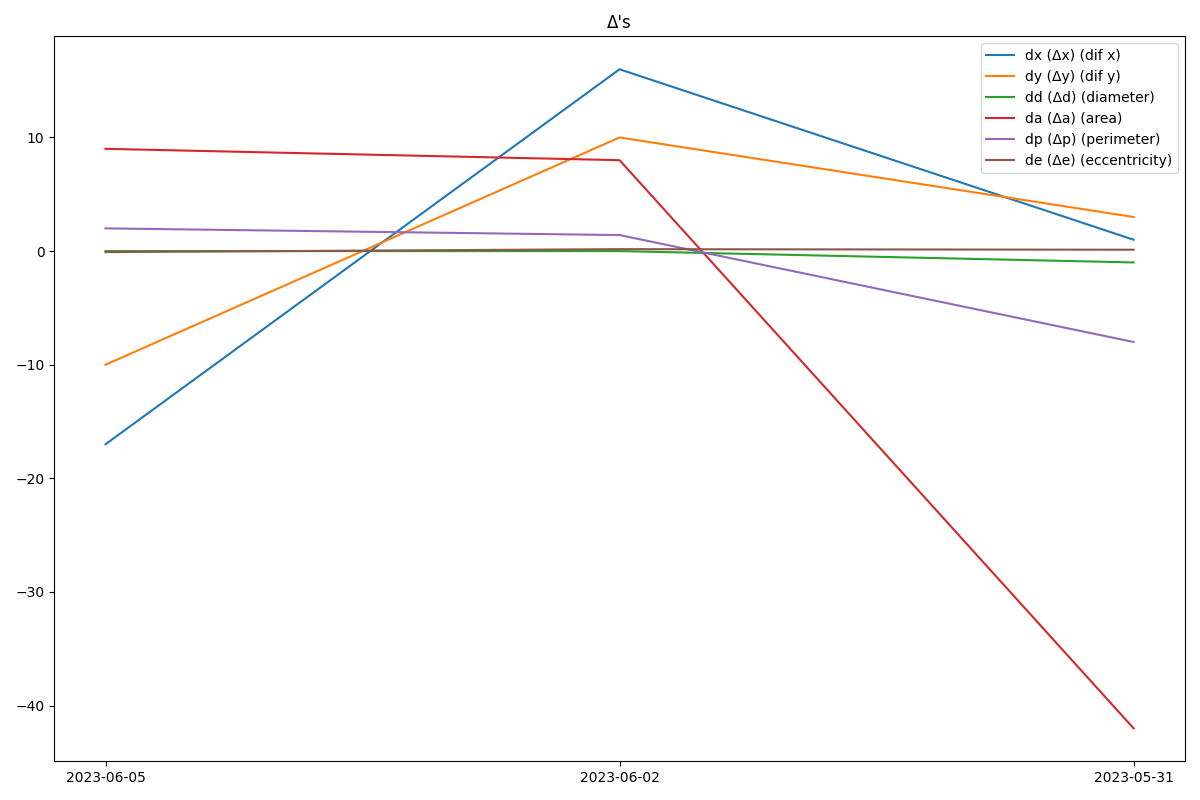 Δ's
dx (Δx) (dif x)
dy (Δy) (dif y)
dd (Δd) (diameter)
da (Δa) (area)
dp (Δp) (perimeter)
de (Δe) (eccentricity)
10
0
−10
−20
−30
−40
2023-06-05 2023-06-02 2023-05-31